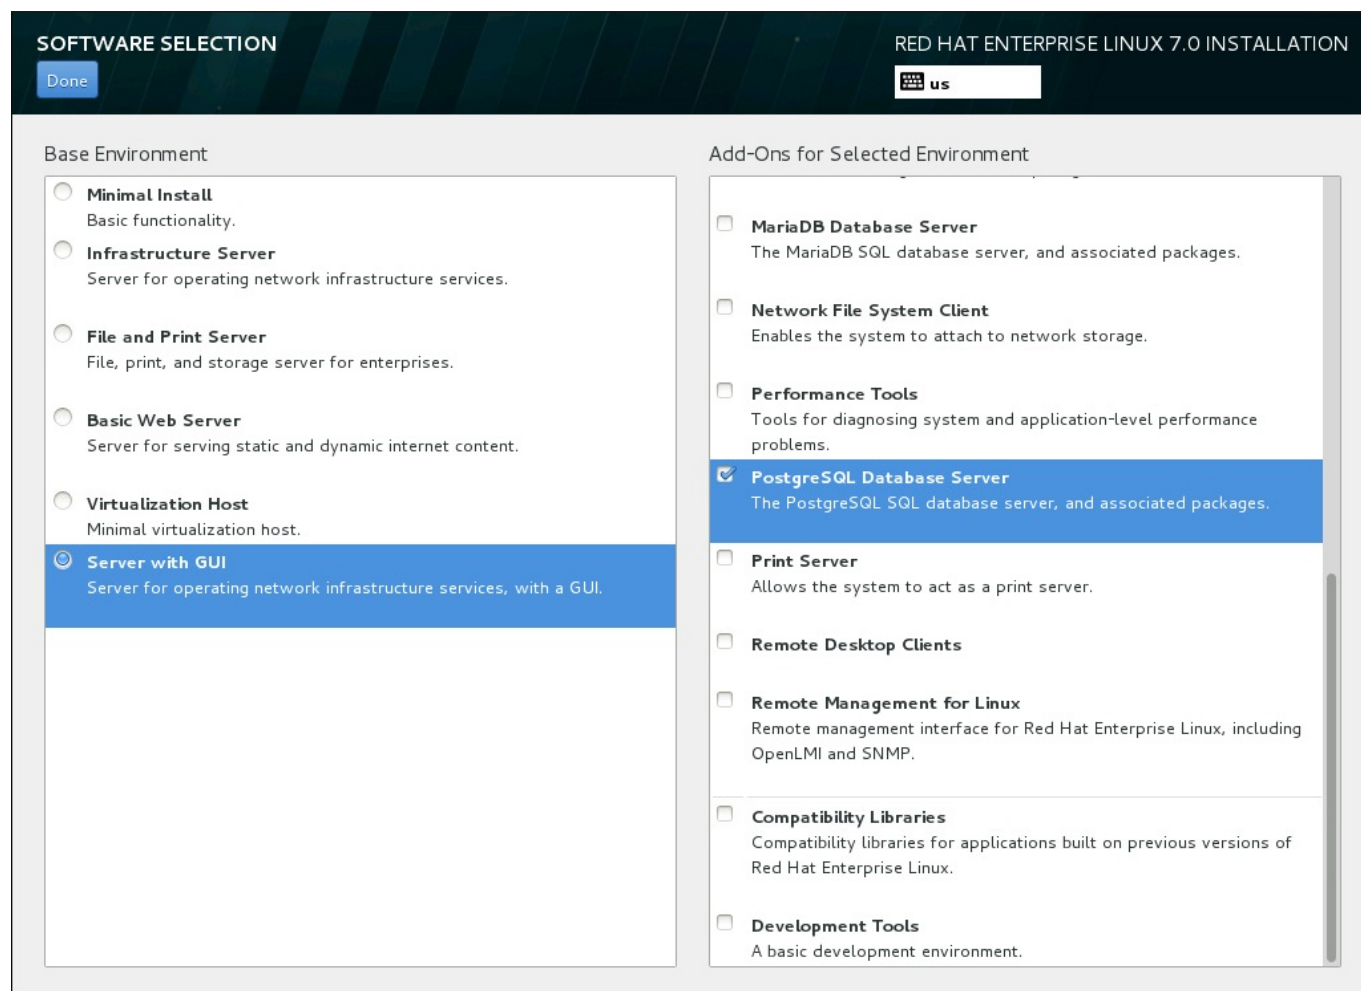 SOFTWARE SELECTION
RED HAT ENTERPRISE LINUX 7.0 INSTALLATION
Done
us
Base Environment
Minimal Install
Basic functionality.
Infrastructure Server
Server for operating network infrastructure services.
File and Print Server
File, print, and storage server for enterprises.
Basic Web Server
Server for serving static and dynamic internet content.
Virtualization Host
Minimal virtualization host.
Server with GUI
Server for operating network infrastructure services, with a GUI.
Add-Ons for Selected Environment
MariaDB Database Server
The MariaDB SQL database server, and associated packages.
Network File System Client
Enables the system to attach to network storage.
Performance Tools
Tools for diagnosing system and application-level performance
problems.
PostgreSQL Database Server
The PostgreSQL SQL database server, and associated packages.
Print Server
Allows the system to act as a print server.
Remote Desktop Clients
Remote Management for Linux
Remote management interface for Red Hat Enterprise Linux, including
OpenLMI and SNMP.
Compatibility Libraries
Compatibility libraries for applications built on previous versions of
Red Hat Enterprise Linux.
Development Tools
A basic development environment.